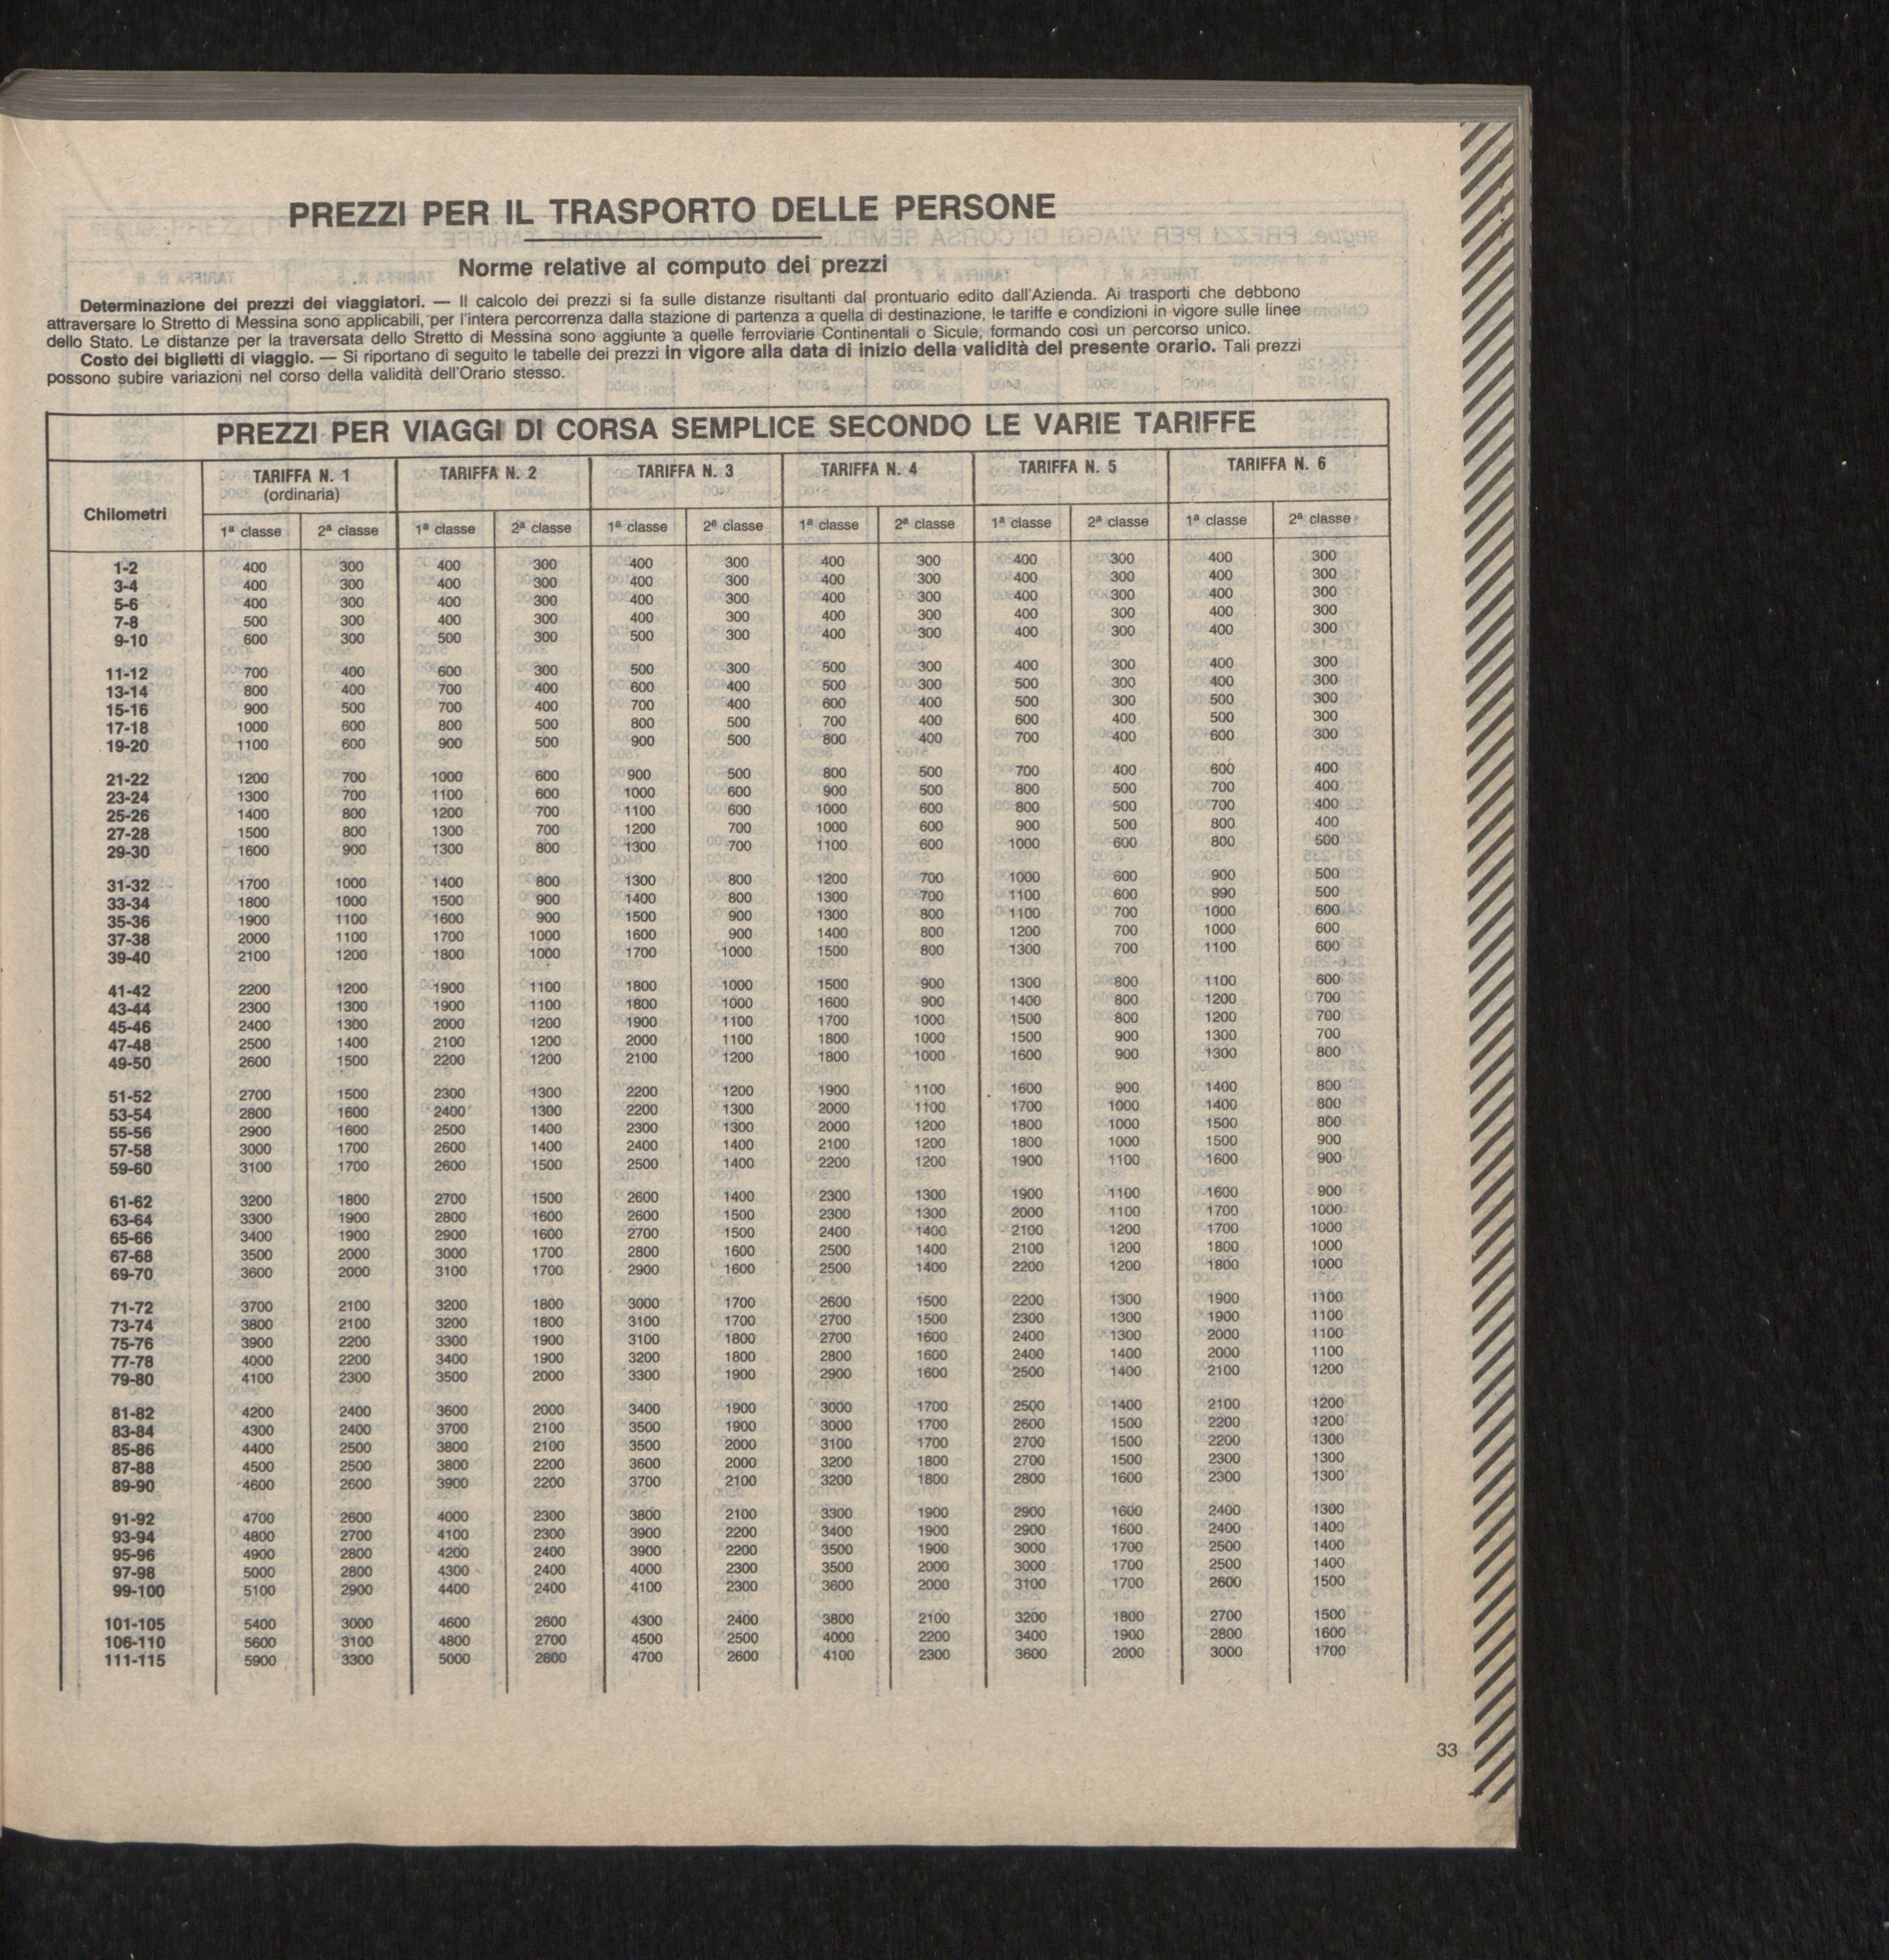 PREZZI PER IL TRASPORTO DELLE PERSONE
Norme relative al computo dei prezzi
Determinazione dei prezzi dei viaggiatori. — Il calcolo dei prezzi si fa sulle distanze risultanti dal prontuario edito dall'Azienda. Ai trasporti che debbono
attraversare lo Stretto di Messina sono applicabili, per l'intera percorrenza dalla stazione di partenza a quella di destinazione, le tariffe e condizioni in vigore sulle linee
dello Stato. Le distanze per la traversata dello Stretto di Messina sono aggiunte a quelle ferroviarie Continentali o Sicule, formando così un percorso unico.
Costo dei biglietti di viaggio. — Si riportano di seguito le tabelle dei prezzi in vigore alla data di inizio della validità del presente orario. Tali prezzi
possono subire variazioni nel corso della validità dell'Orario stesso.
PREZZI PER VIAGGI DI CORSA SEMPLICE SECONDO LE VARIE TARIFFE
Chilometri TARIFFA N. 1 (ordinaria) TARIFFA N. 2 TARIFFA N. 3 TARIFFA N. 4 TARIFFA N. 5 TARIFFA N. 6
1ª classe 2ª classe 1ª classe 2ª classe 1ª classe 2ª classe 1ª classe 2ª classe 1ª classe 2ª classe 1ª classe 2ª classe
1-2 400 300 400 300 400 300 400 300 400 300 400 300
3-4 400 300 400 300 400 300 400 300 400 300 400 300
5-6 400 300 400 300 400 300 400 300 400 300 400 300
7-8 500 300 400 300 400 300 400 300 400 300 400 300
9-10 600 300 500 300 500 300 400 300 400 300 400 300
11-12 700 400 600 300 500 300 500 300 400 300 400 300
13-14 800 400 700 400 600 400 500 300 500 300 400 300
15-16 900 500 700 400 700 400 600 400 500 300 500 300
17-18 1000 600 800 500 800 500 700 400 600 400 500 300
19-20 1100 600 900 500 900 500 800 400 700 400 600 300
21-22 1200 700 1000 600 900 500 800 500 700 400 600 400
23-24 1300 700 1100 600 1000 600 900 500 800 500 700 400
25-26 1400 800 1200 700 1100 600 1000 600 800 500 700 400
27-28 1500 800 1300 700 1200 700 1000 600 900 500 800 400
29-30 1600 900 1300 800 1300 700 1100 600 1000 600 800 500
31-32 1700 1000 1400 800 1300 800 1200 700 1000 600 900 500
33-34 1800 1000 1500 900 1400 800 1300 700 1100 600 990 500
35-36 1900 1100 1600 900 1500 900 1300 800 1100 700 1000 600
37-38 2000 1100 1700 1000 1600 900 1400 800 1200 700 1000 600
39-40 2100 1200 1800 1000 1700 1000 1500 800 1300 700 1100 600
41-42 2200 1200 1900 1100 1800 1000 1500 900 1300 800 1100 600
43-44 2300 1300 1900 1100 1800 1000 1600 900 1400 800 1200 700
45-46 2400 1300 2000 1200 1900 1100 1700 1000 1500 800 1200 700
47-48 2500 1400 2100 1200 2000 1100 1800 1000 1500 900 1300 700
49-50 2600 1500 2200 1200 2100 1200 1800 1000 1600 900 1300 800
51-52 2700 1500 2300 1300 2200 1200 1900 1100 1600 900 1400 800
53-54 2800 1600 2400 1300 2200 1300 2000 1100 1700 1000 1400 800
55-56 2900 1600 2500 1400 2300 1300 2000 1200 1800 1000 1500 800
57-58 3000 1700 2600 1400 2400 1400 2100 1200 1800 1000 1500 900
59-60 3100 1700 2600 1500 2500 1400 2200 1200 1900 1100 1600 900
61-62 3200 1800 2700 1500 2600 1400 2300 1300 1900 1100 1600 900
63-64 3300 1900 2800 1600 2600 1500 2300 1300 2000 1100 1700 1000
65-66 3400 1900 2900 1600 2700 1500 2400 1400 2100 1200 1700 1000
67-68 3500 2000 3000 1700 2800 1600 2500 1400 2100 1200 1800 1000
69-70 3600 2000 3100 1700 2900 1600 2500 1400 2200 1200 1800 1000
71-72 3700 2100 3200 1800 3000 1700 2600 1500 2200 1300 1900 1100
73-74 3800 2100 3200 1800 3100 1700 2700 1500 2300 1300 1900 1100
75-76 3900 2200 3300 1900 3100 1800 2700 1600 2400 1300 2000 1100
77-78 4000 2200 3400 1900 3200 1800 2800 1600 2400 1400 2000 1100
79-80 4100 2300 3500 2000 3300 1900 2900 1600 2500 1400 2100 1200
81-82 4200 2400 3600 2000 3400 1900 3000 1700 2500 1400 2100 1200
83-84 4300 2400 3700 2100 3500 1900 3000 1700 2600 1500 2200 1200
85-86 4400 2500 3800 2100 3500 2000 3100 1700 2700 1500 2200 1300
87-88 4500 2500 3800 2200 3600 2000 3200 1800 2700 1500 2300 1300
89-90 4600 2600 3900 2200 3700 2100 3200 1800 2800 1600 2300 1300
91-92 4700 2600 4000 2300 3800 2100 3300 1900 2900 1600 2400 1300
93-94 4800 2700 4100 2300 3900 2200 3400 1900 2900 1600 2400 1400
95-96 4900 2800 4200 2400 3900 2200 3500 1900 3000 1700 2500 1400
97-98 5000 2800 4300 2400 4000 2300 3500 2000 3000 1700 2500 1400
99-100 5100 2900 4400 2400 4100 2300 3600 2000 3100 1700 2600 1500
101-105 5400 3000 4600 2600 4300 2400 3800 2100 3200 1800 2700 1500
106-110 5600 3100 4800 2700 4500 2500 4000 2200 3400 1900 2800 1600
111-115 5900 3300 5000 2800 4700 2600 4100 2300 3600 2000 3000 1700
33